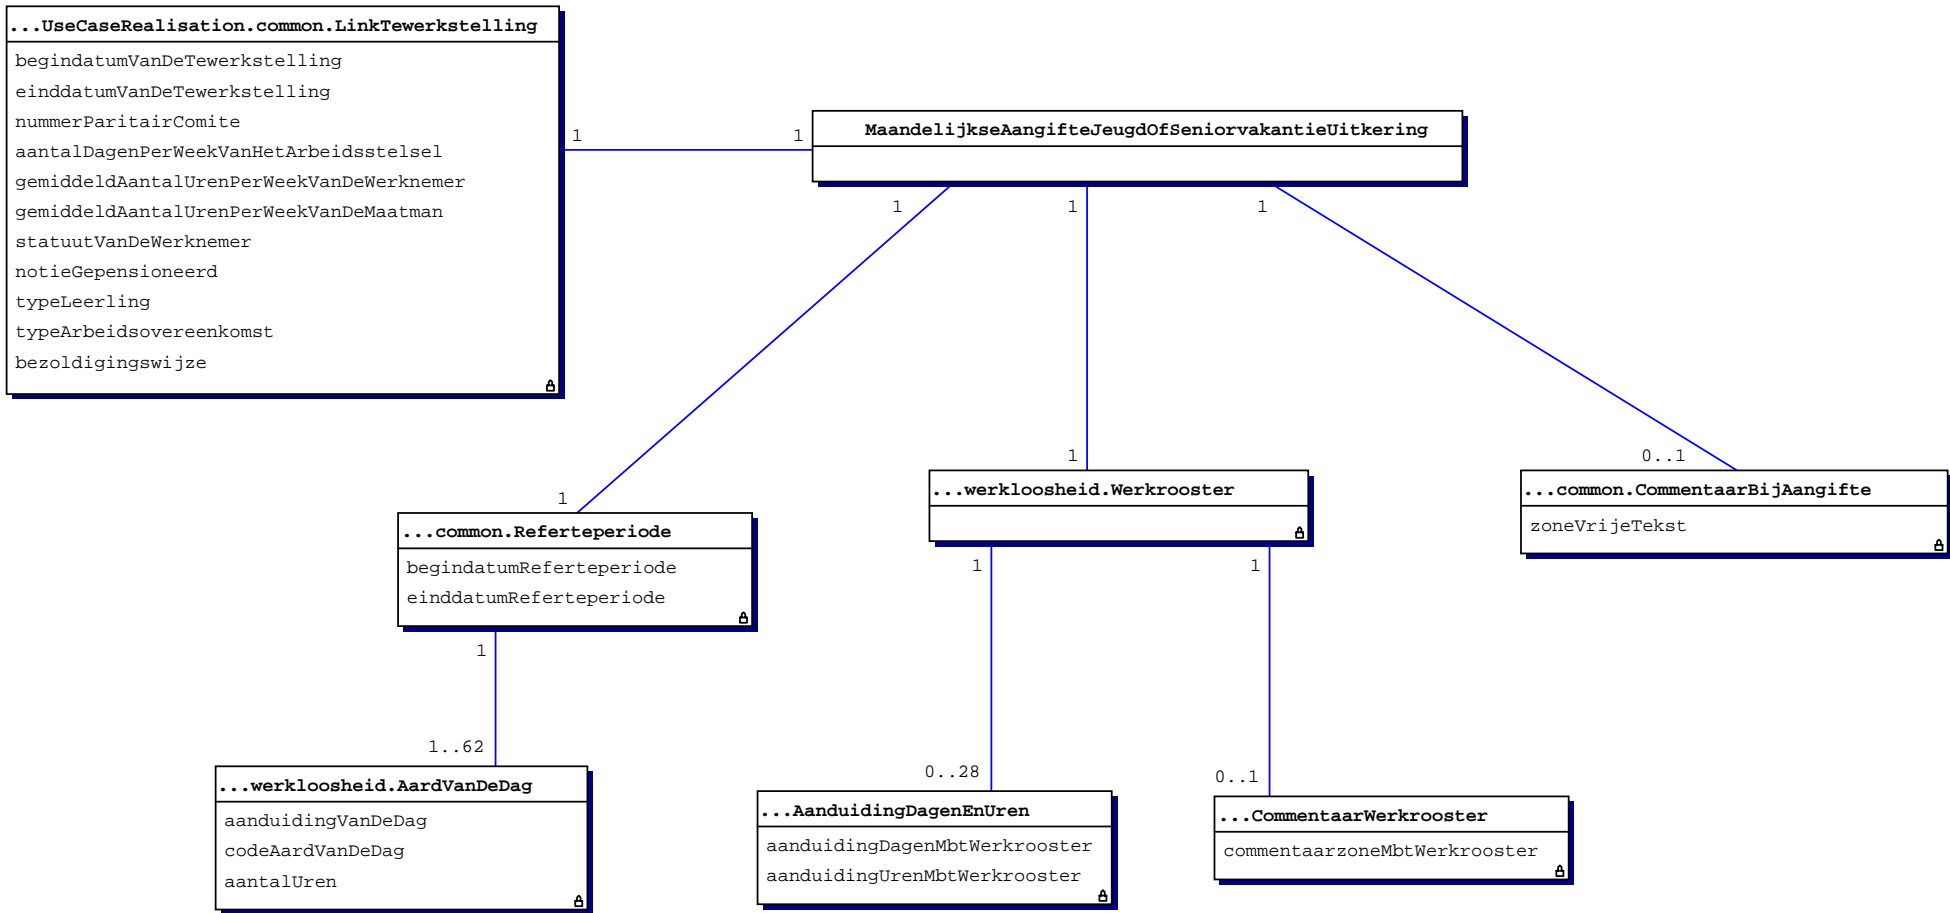 ...UseCaseRealisation.common.LinkTewerkstelling
begindatumVanDeTewerkstelling
einddatumVanDeTewerkstelling
nummerParitairComite
aantalDagenPerWeekVanHetArbeidsstelsel
gemiddeldAantalUrenPerWeekVanDeWerknemer
gemiddeldAantalUrenPerWeekVanDeMaatman
statuutVanDeWerknemer
notieGepensioneerd
typeLeerling
typeArbeidsovereenkomst
bezoldigingswijze
1 1
MaandelijkseAangifteJeugdOfSeniorvakantieUitkering
1 1 1
1 1 0..1
...common.Referteperiode
begindatumReferteperiode
einddatumReferteperiode
...werkloosheid.Werkrooster
...common.CommentaarBijAangifte
zoneVrijeTekst
1 1 1
1..62 0..28 0..1
...werkloosheid.AardVanDeDag
aanduidingVanDeDag
codeAardVanDeDag
aantalUren
...AanduidingDagenEnUren
aanduidingDagenMbtWerkrooster
aanduidingUrenMbtWerkrooster
...CommentaarWerkrooster
commentaarzoneMbtWerkrooster